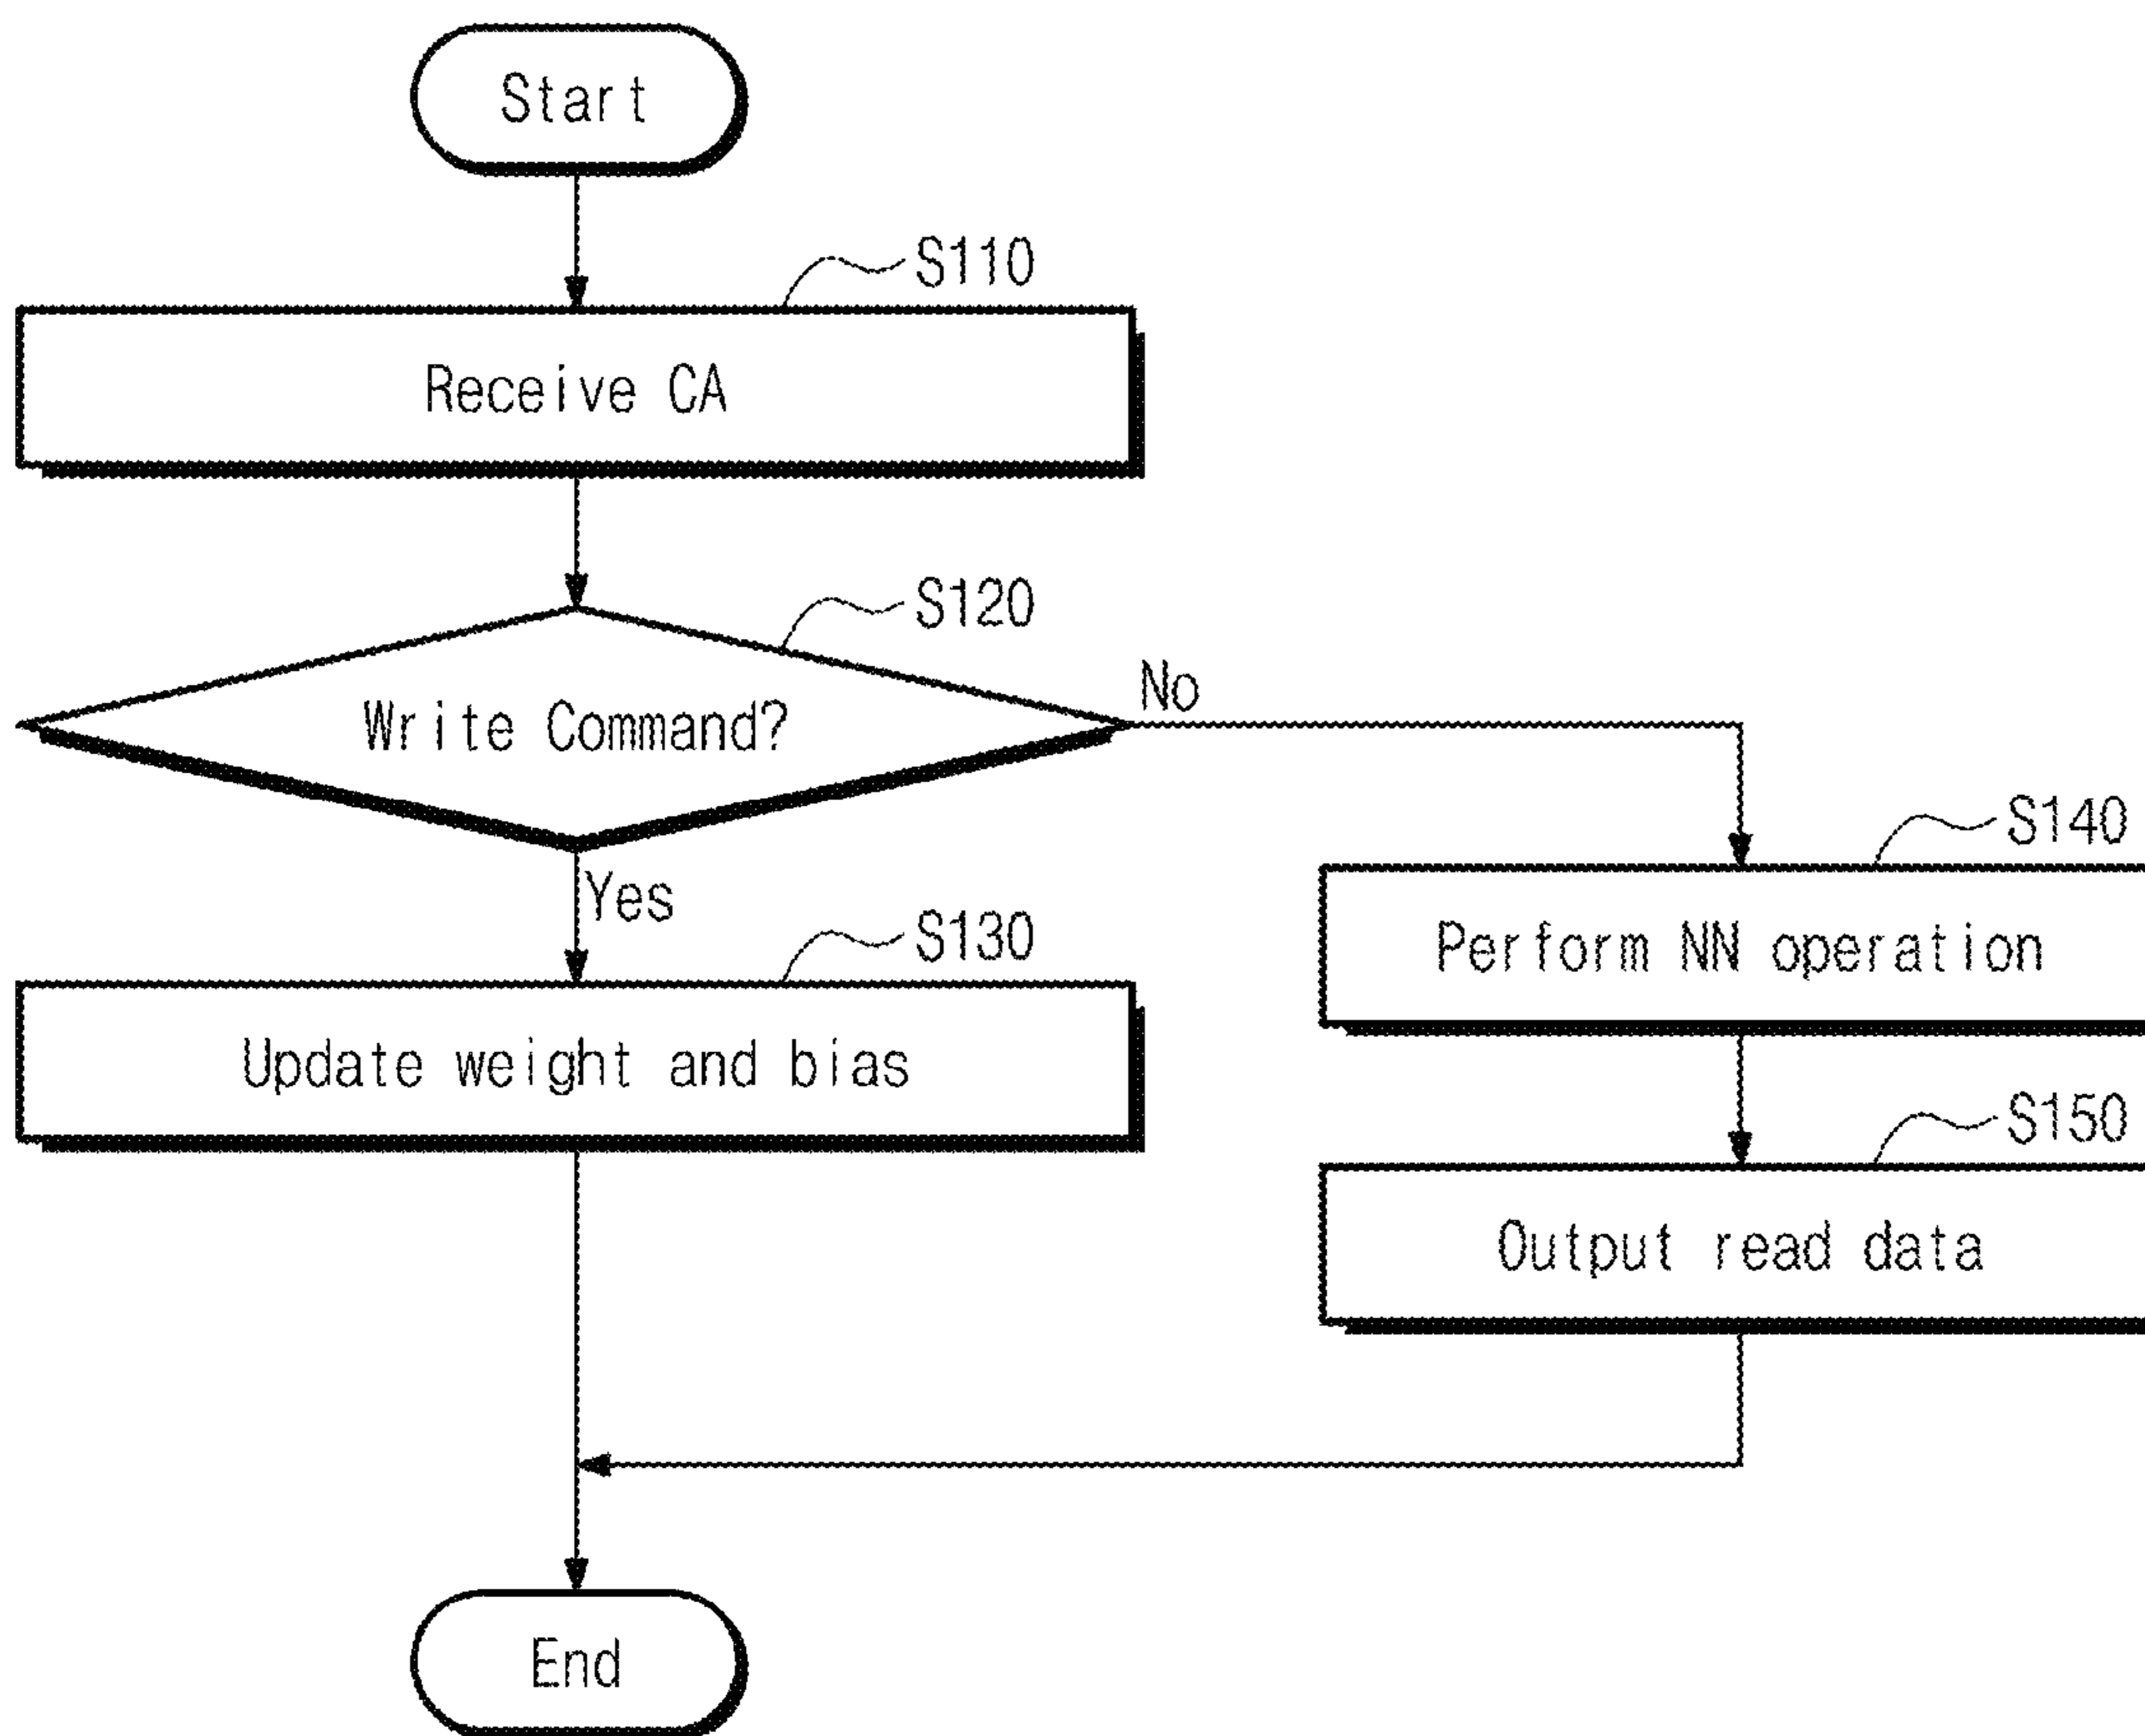 Start
S110
Receive CA
S120
Write Command?
No
Yes
S130
Update weight and bias
S140
Perform NN operation
S150
Output read data
End